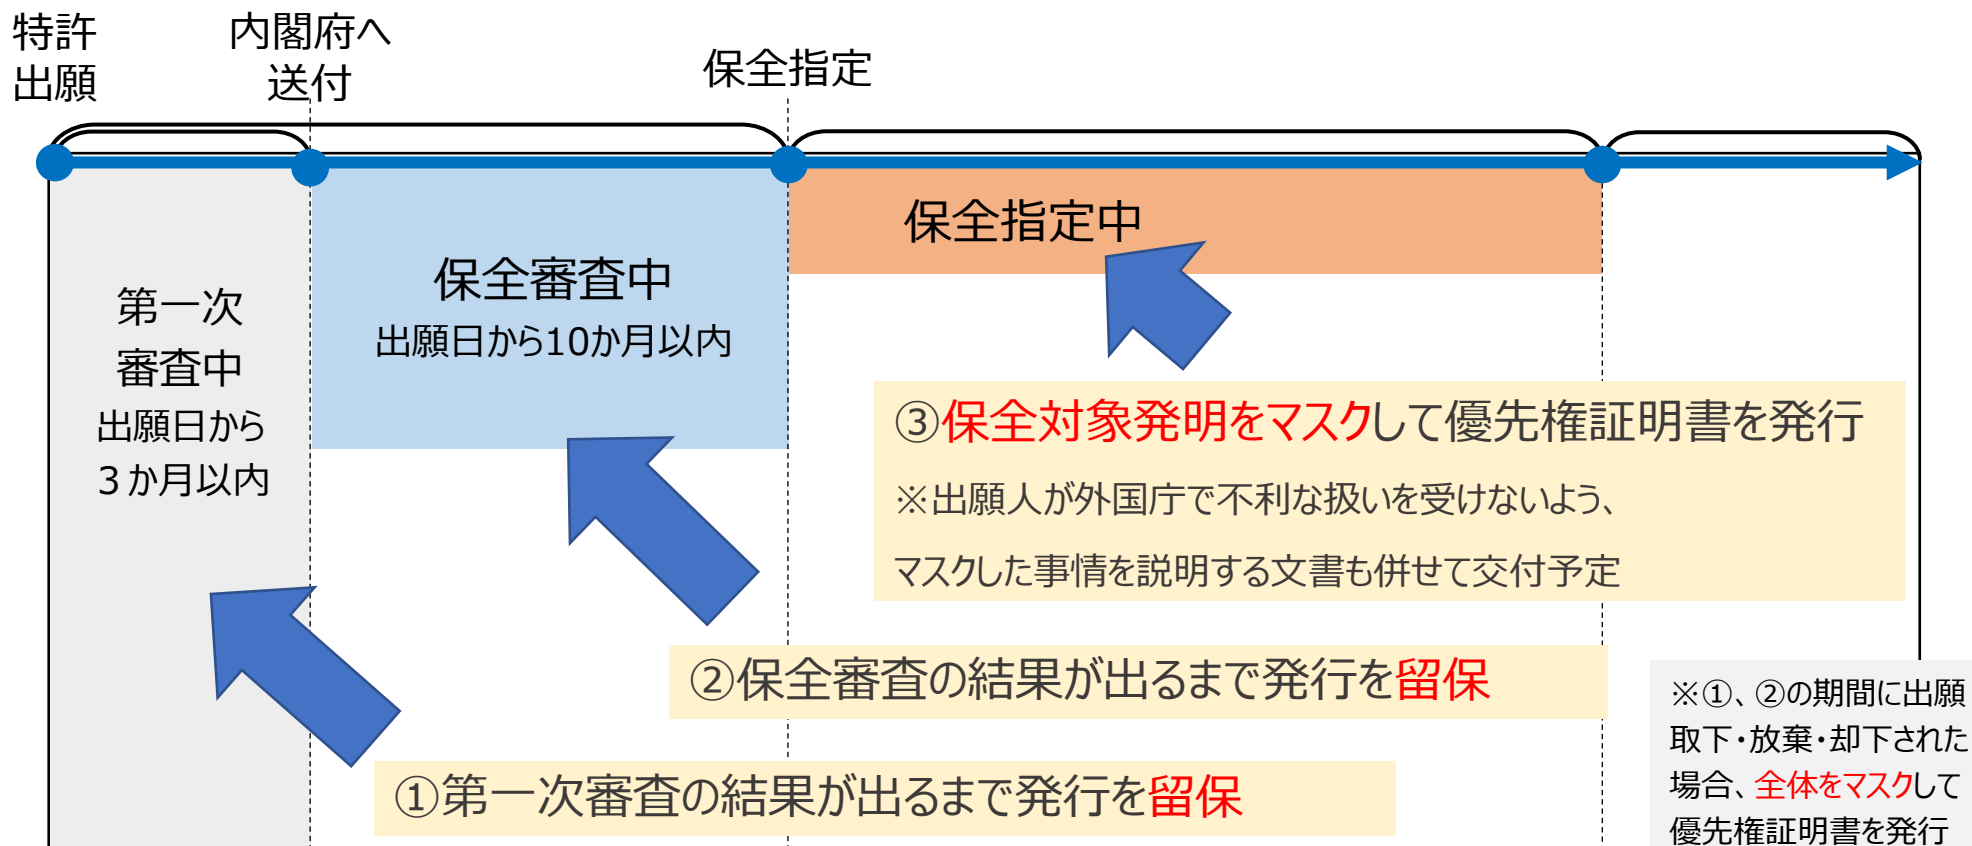 特許
出願
内閣府へ
送付
保全指定
第一次
審査中
出願日から
３か月以内
保全審査中
出願日から10か月以内
保全指定中
③保全対象発明をマスクして優先権証明書を発行
※出願人が外国庁で不利な扱いを受けないよう、
マスクした事情を説明する文書も併せて交付予定
②保全審査の結果が出るまで発行を留保
①第一次審査の結果が出るまで発行を留保
※①、②の期間に出願
取下・放棄・却下された
場合、全体をマスクして
優先権証明書を発行